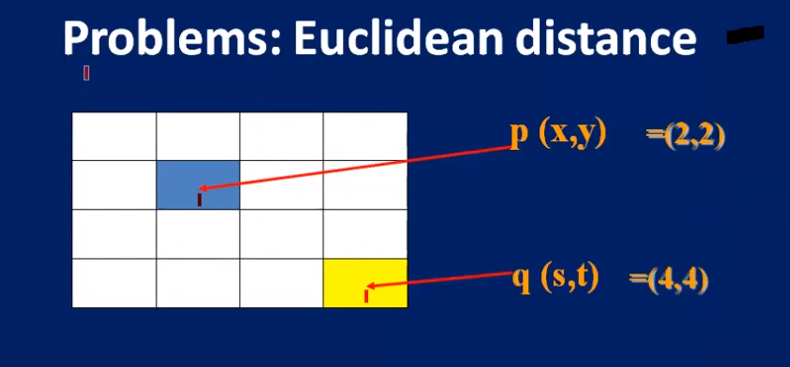 Problems: Euclidean distance
p (x,y) =(2,2)
q (s,t) =(4,4)